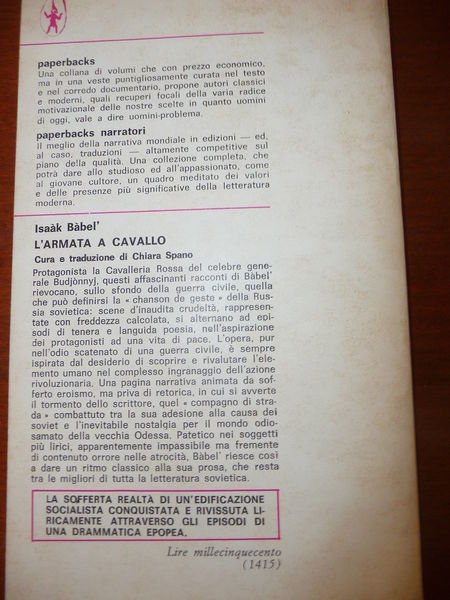 paperbacks
Una collana di volumi che con prezzo economico,
ma in una veste puntigliosamente curata nel testo
e nel corredo documentario, propone autori classici
e moderni, quali recuperi focali della varia radice
motivazionale delle nostre scelte in quanto uomini
di oggi, vale a dire uomini-problema.
paperbacks narratori
Il meglio della narrativa mondiale in edizioni — ed,
al caso, traduzioni — altamente competitive sul
piano della qualità. Una collezione completa, che
potrà dare allo studioso ed all'appassionato, come
al giovane cultore, un quadro meditato dei valori
e delle presenze più significative della letteratura
moderna.
Isaàk Bàbel'
L'ARMATA A CAVALLO
Cura e traduzione di Chiara Spano
Protagonista la Cavalleria Rossa del celebre gene-
rale Budjònnyj, questi affascinanti racconti di Bàbel'
rievocano, sullo sfondo della guerra civile, quella
che può definirsi la « chanson de geste » della Rus-
sia sovietica: scene d'inaudita crudeltà, rappresen-
tate con freddezza calcolata, si alternano ad epi-
sodi di tenera e languida poesia, nell'aspirazione
dei protagonisti ad una vita di pace. L'opera, pur
nell'odio scatenato di una guerra civile, è sempre
ispirata dal desiderio di scoprire e rivalutare l'ele-
mento umano nel complesso ingranaggio dell'azione
rivoluzionaria. Una pagina narrativa animata da sof-
ferto eroismo, ma priva di retorica, in cui si avverte
il tormento dello scrittore, quel « compagno di stra-
da » combattuto tra la sua adesione alla causa dei
soviet e l'inevitabile nostalgia per il mondo odio-
samato della vecchia Odessa. Patetico nei soggetti
più lirici, apparentemente impassibile ma fremente
di contenuto orrore nelle atrocità, Bàbel' riesce così
a dare un ritmo classico alla sua prosa, che resta
tra le migliori di tutta la letteratura sovietica.
LA SOFFERTA REALTÀ DI UN'EDIFICAZIONE
SOCIALISTA CONQUISTATA E RIVISSUTA LI-
RICAMENTE ATTRAVERSO GLI EPISODI DI
UNA DRAMMATICA EPOPEA.
Lire millecinquecento
(1415)